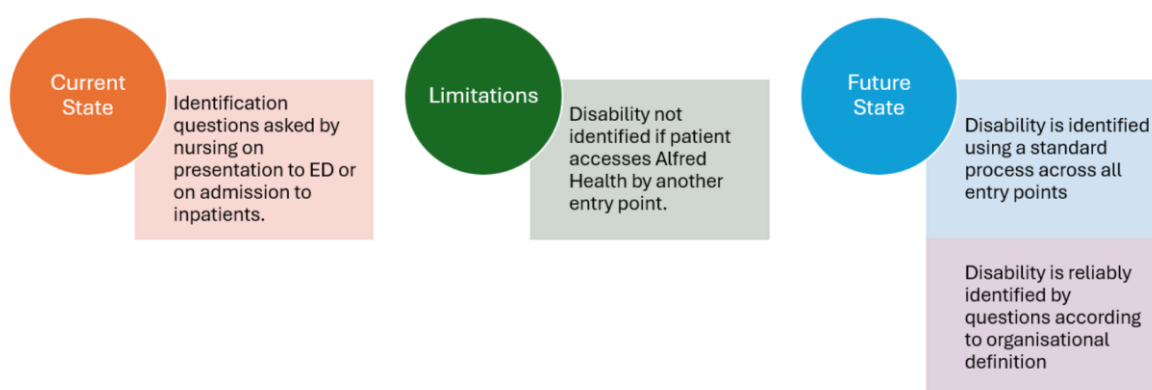 Current
State
Identification
questions asked by
nursing on
presentation to ED or
on admission to
inpatients.
Limitations
Disability not
identified if patient
accesses Alfred
Health by another
entry point.
Future
State
Disability is identified
using a standard
process across all
entry points
Disability is reliably
identified by
questions according
to organisational
definition